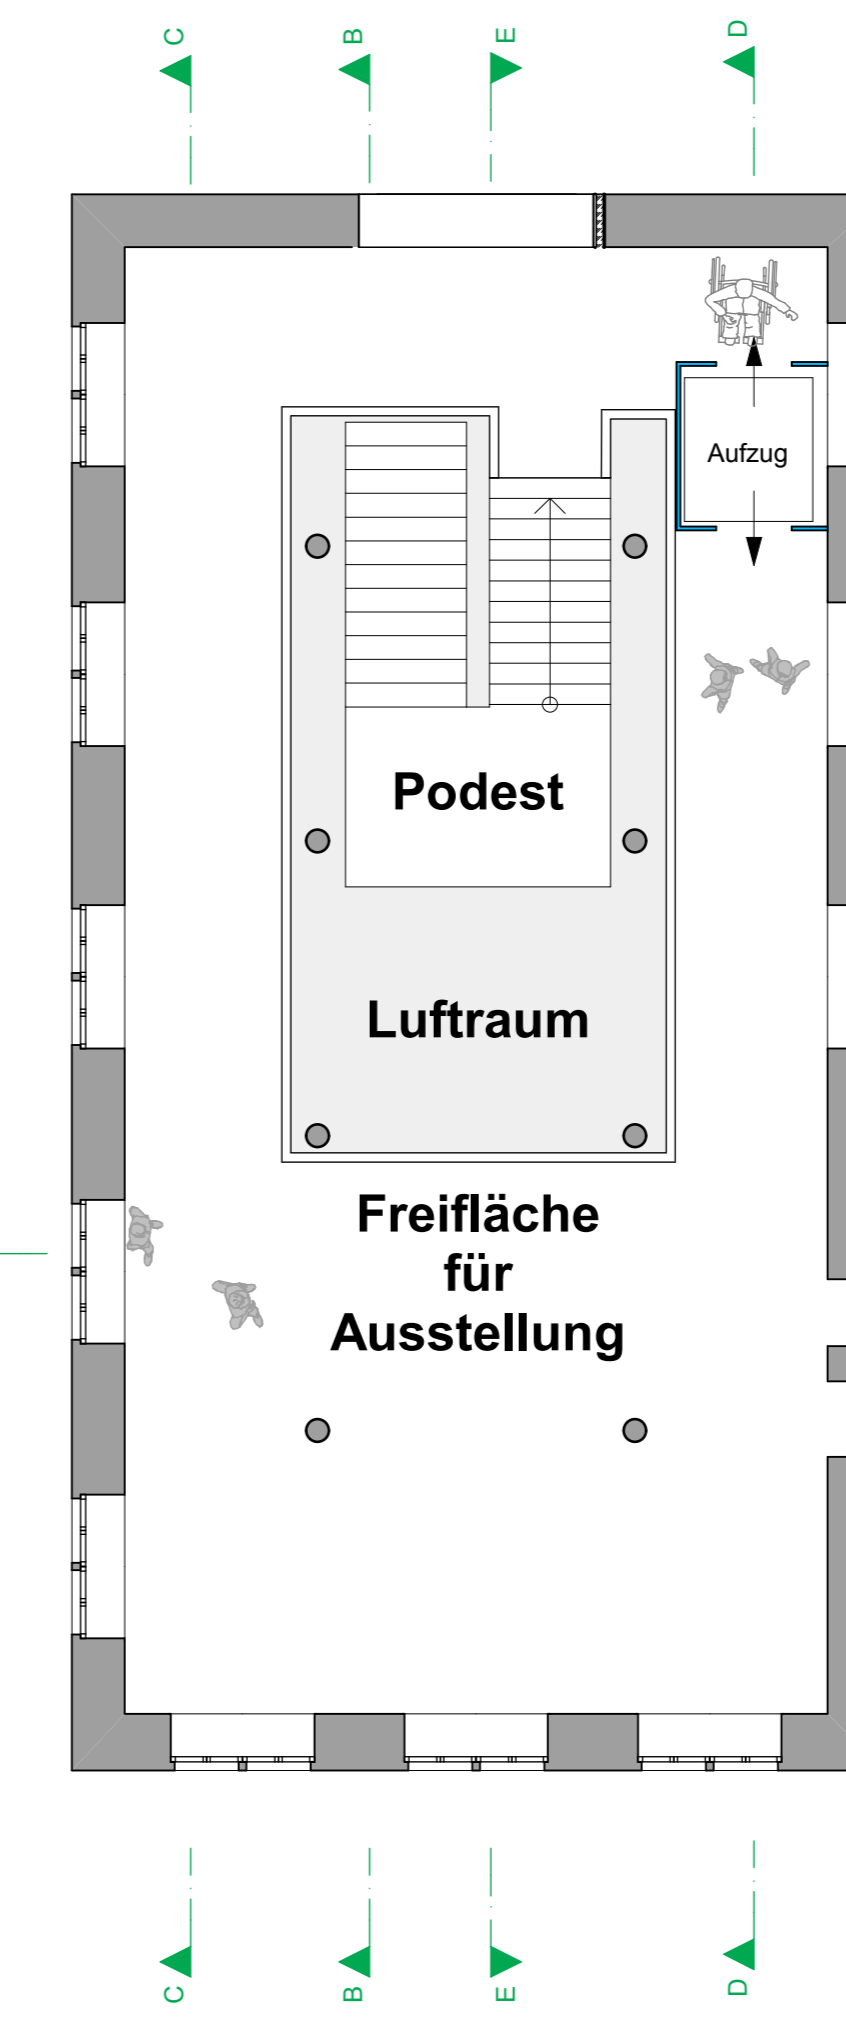 C B E D
Aufzug
Podest
Luftraum
Freifläche
für
Ausstellung
C B E D